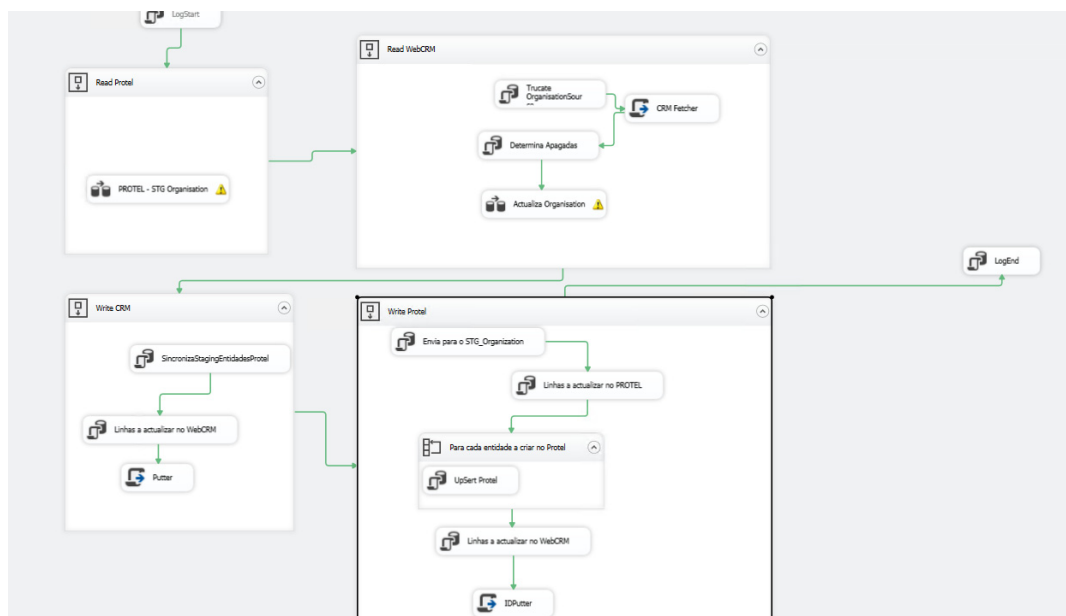 LogStart
Read Protel
PROTEL - STG Organisation
Read WebCRM
Trucate
OrganisationSour
CRM Fetcher
Determina Apagadas
Actualiza Organisation
LogEnd
Write CRM
SincronizaStagingEntidadesProtel
Linhas a actualizar no WebCRM
Putter
Write Protel
Envia para o STG_Organization
Linhas a actualizar no PROTEL
Para cada entidade a criar no Protel
UpSert Protel
Linhas a actualizar no WebCRM
IDPutter